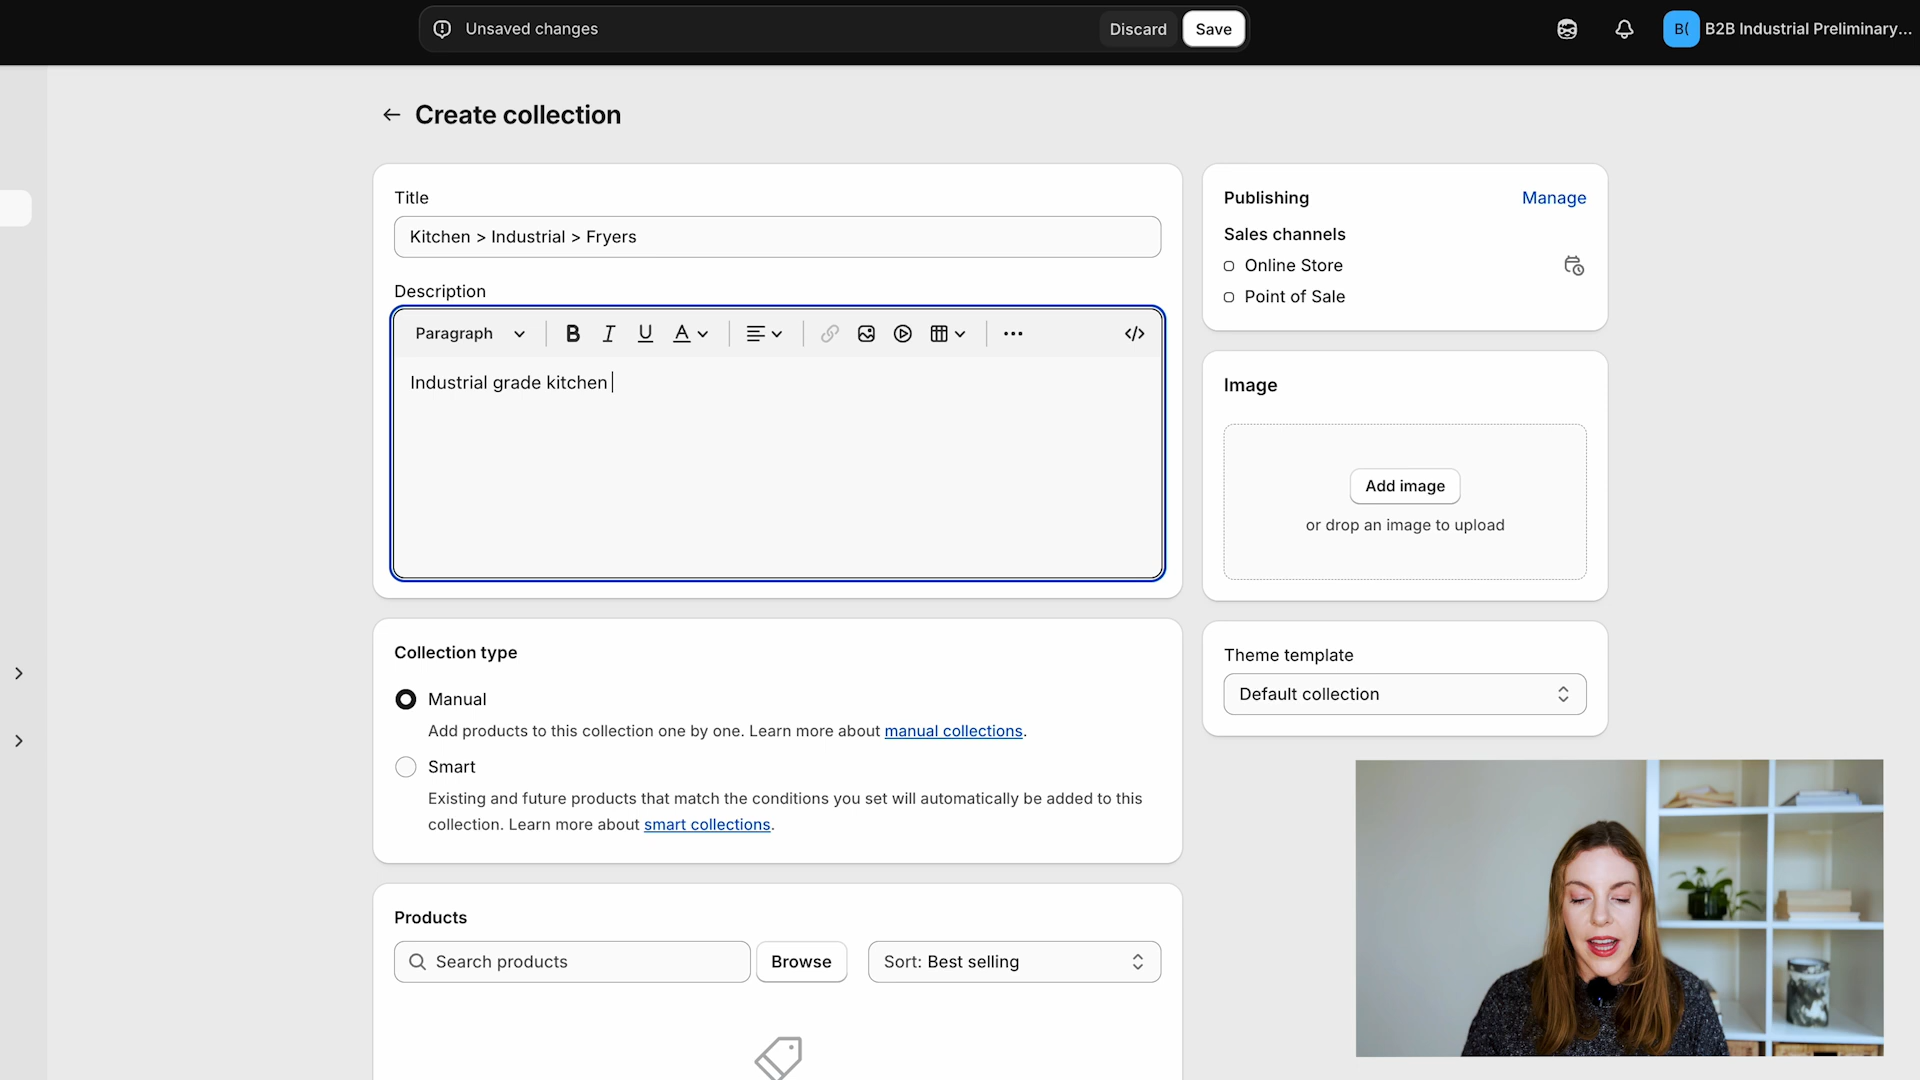 Unsaved changes
Discard
Save
B(
B2B Industrial Preliminary...
Create collection
Title
Kitchen > Industrial > Fryers
Description
Paragraph
B I U A
Industrial grade kitchen
Collection type
Manual
Add products to this collection one by one. Learn more about manual collections.
Smart
Existing and future products that match the conditions you set will automatically be added to this
collection. Learn more about smart collections.
Products
Search products
Browse
Sort: Best selling
Publishing
Manage
Sales channels
Online Store
Point of Sale
Image
Add image
or drop an image to upload
Theme template
Default collection